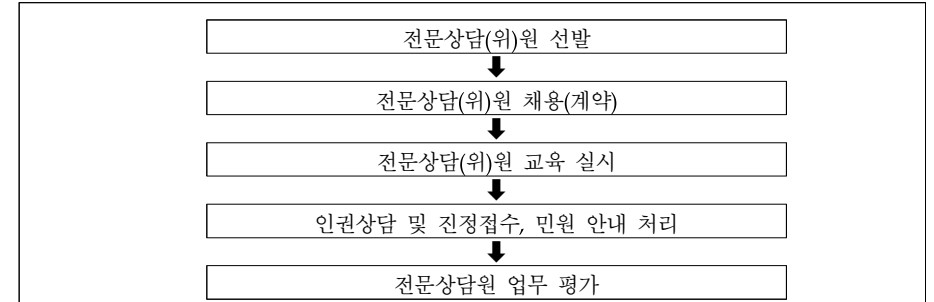 전문상담(위)원 선발
전문상담(위)원 채용(계약)
전문상담(위)원 교육 실시
인권상담 및 진정접수, 민원 안내 처리
전문상담원 업무 평가